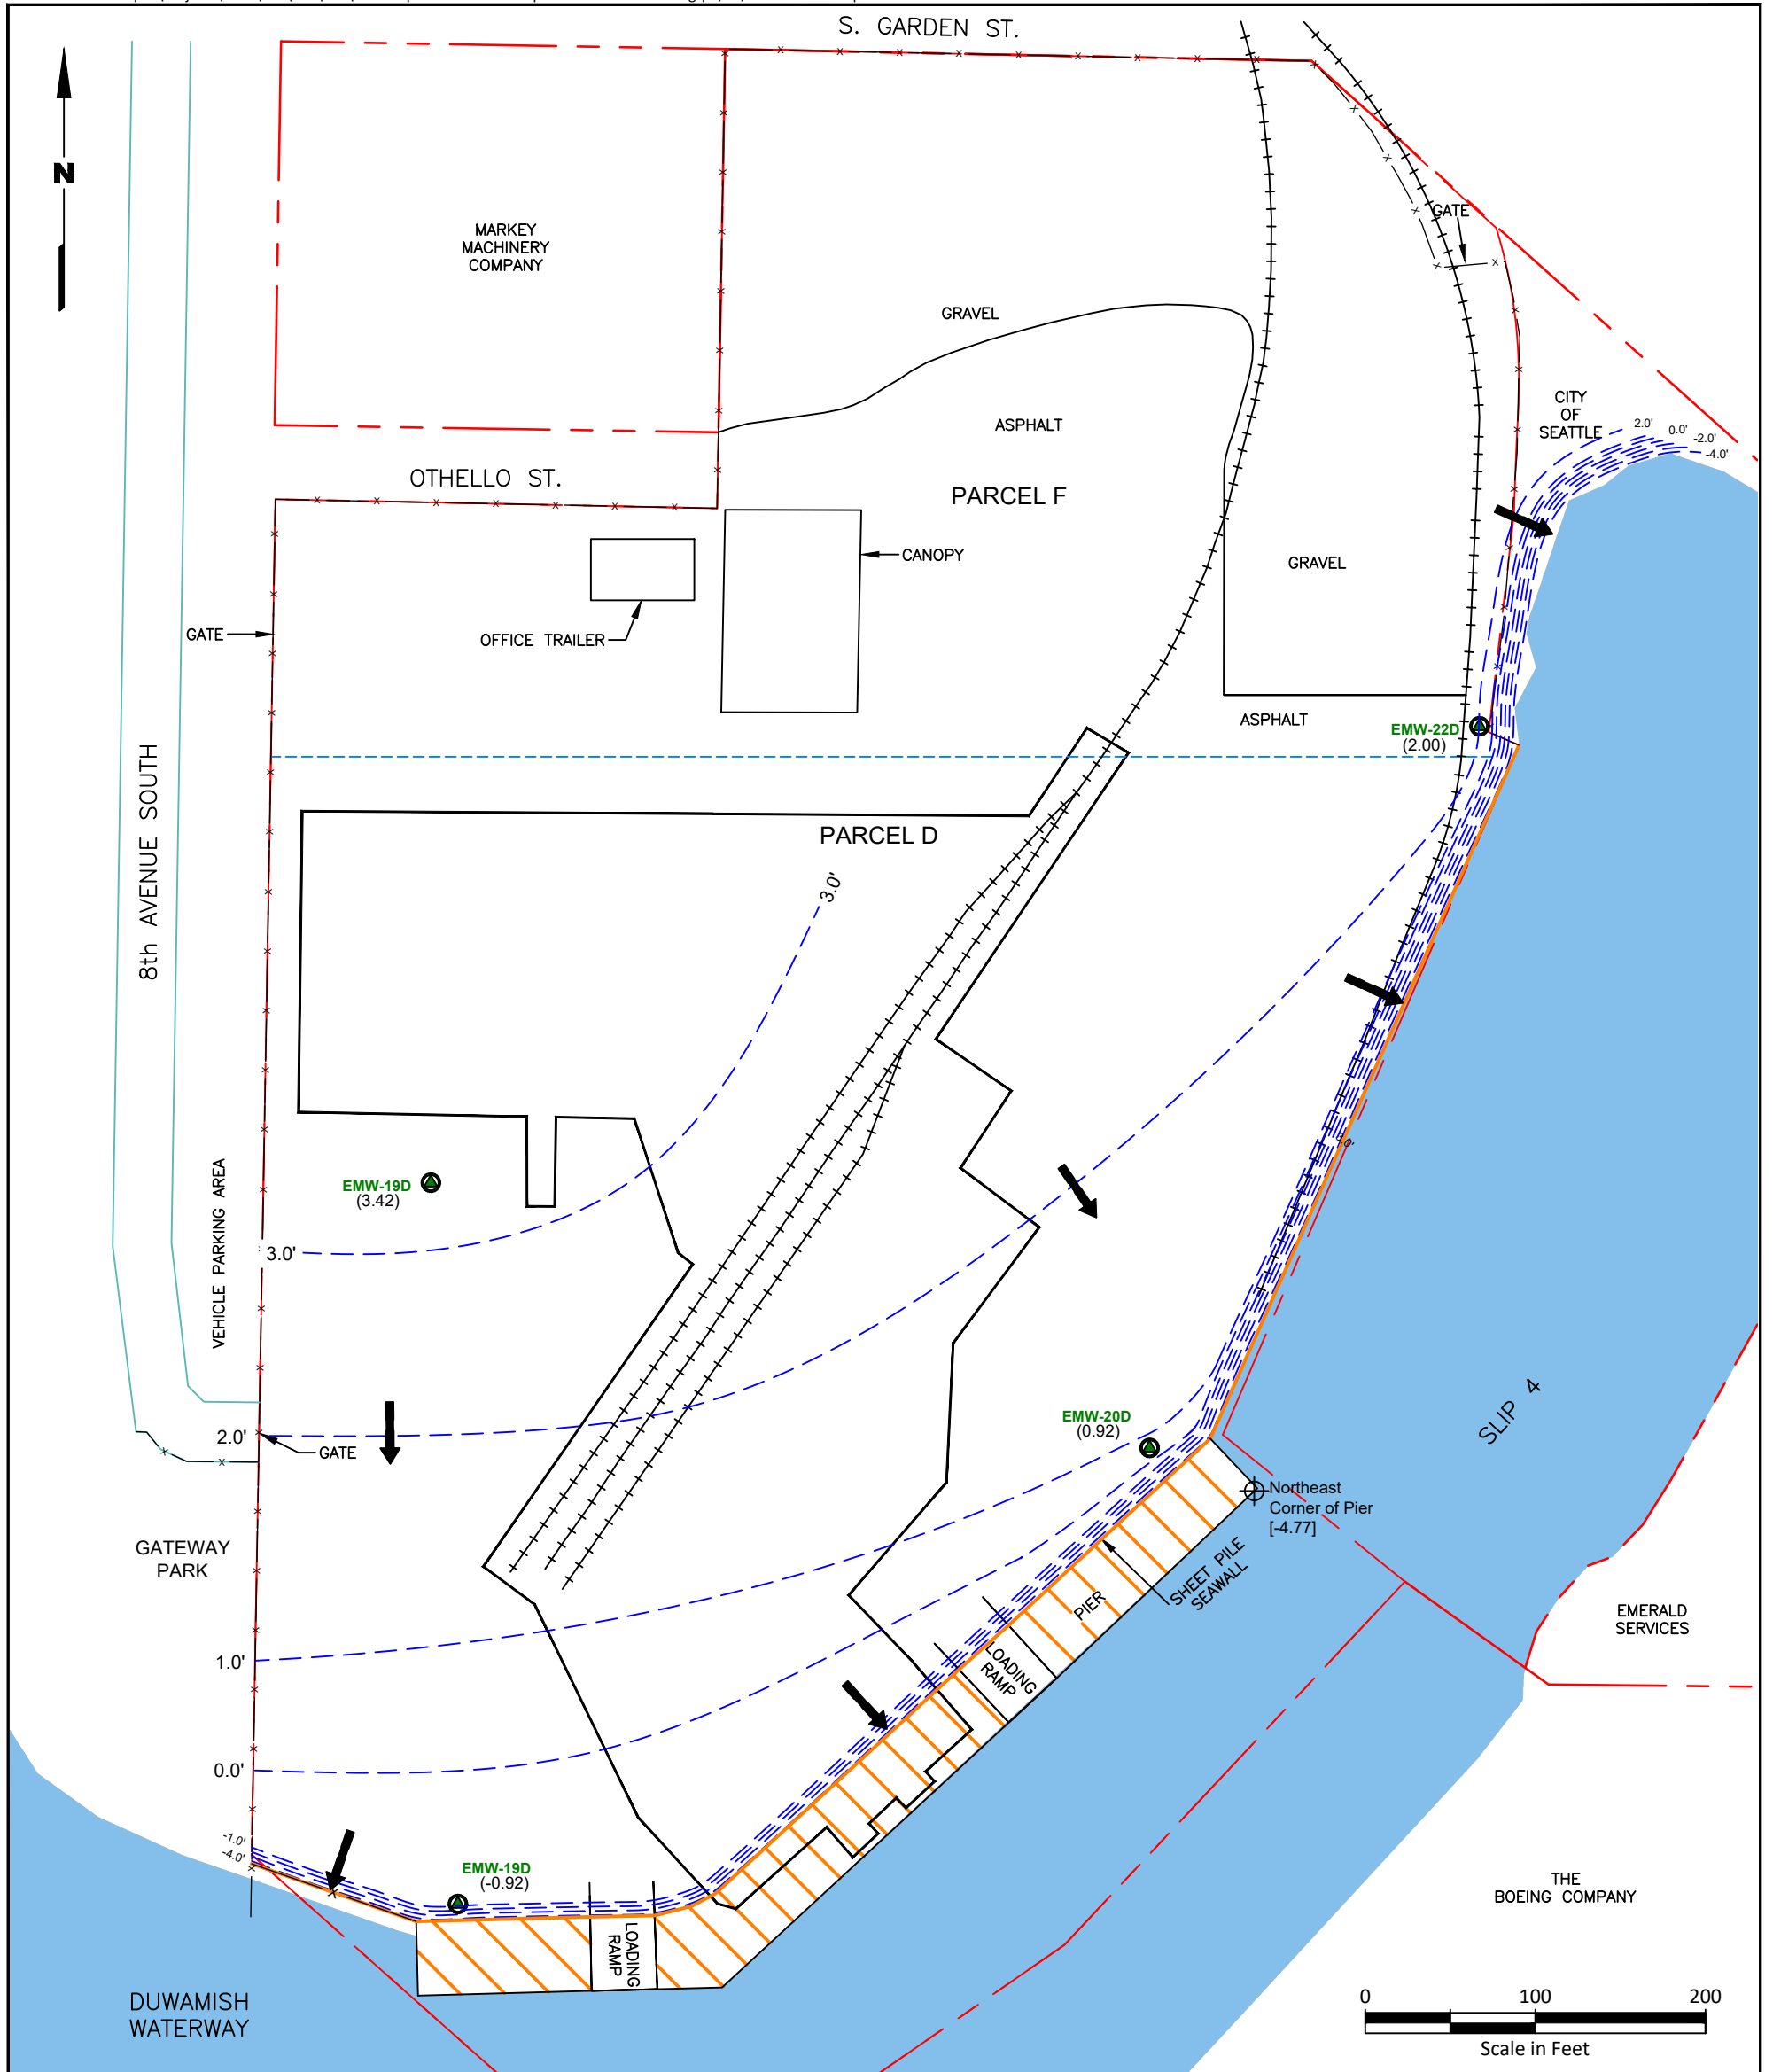 S. GARDEN ST.
N
MARKEY
MACHINERY
COMPANY
GATE
GRAVEL
CITY
OF
SEATTLE
2.0'
0.0'
-2.0'
-4.0'
ASPHALT
OTHELLO ST.
PARCEL F
CANOPY
GRAVEL
GATE
OFFICE TRAILER
ASPHALT
EMW-22D
(2.00)
8th AVENUE SOUTH
PARCEL D
3.0'
VEHICLE PARKING AREA
EMW-19D
(3.42)
3.0'
2.0'
GATE
EMW-20D
(0.92)
SLIP 4
Northeast
Corner of Pier
[-4.77]
GATEWAY
PARK
SHEET PILE
SEAWALL
PIER
EMERALD
SERVICES
LOADING
RAMP
1.0'
0.0'
-1.0'
-4.0'
EMW-19D
(-0.92)
LOADING
RAMP
THE
BOEING COMPANY
DUWAMISH
WATERWAY
0 100 200
Scale in Feet